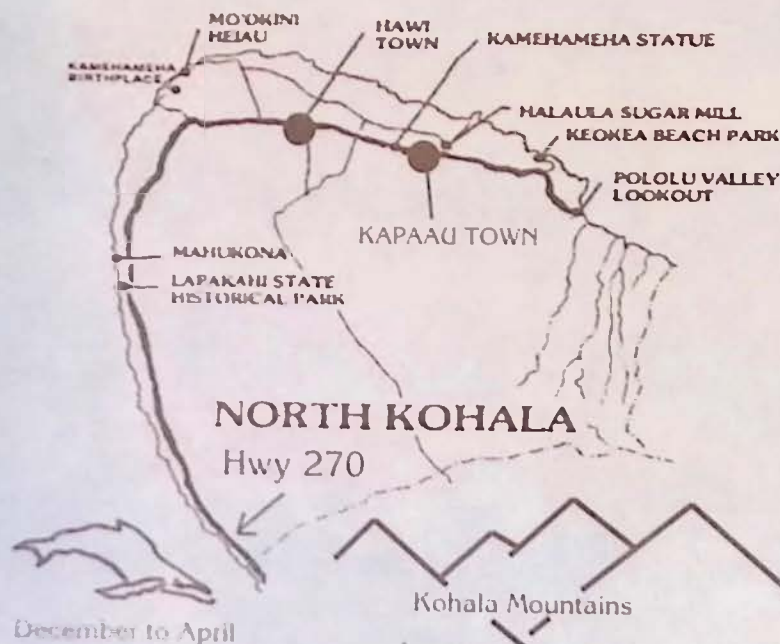 MO'OKINI
HEIAU
HAWI
TOWN
KAMEHAMEHA STATUE
KAMEHAMEHA
BIRTHPLACE
HALAULA SUGAR MILL
KEOKEA BEACH PARK
POLOLU VALLEY
LOOKOUT
KAPAAU TOWN
MAHUKONA
LAPAKAHI STATE
HISTORICAL PARK
NORTH KOHALA
Hwy 270
Kohala Mountains
December to April